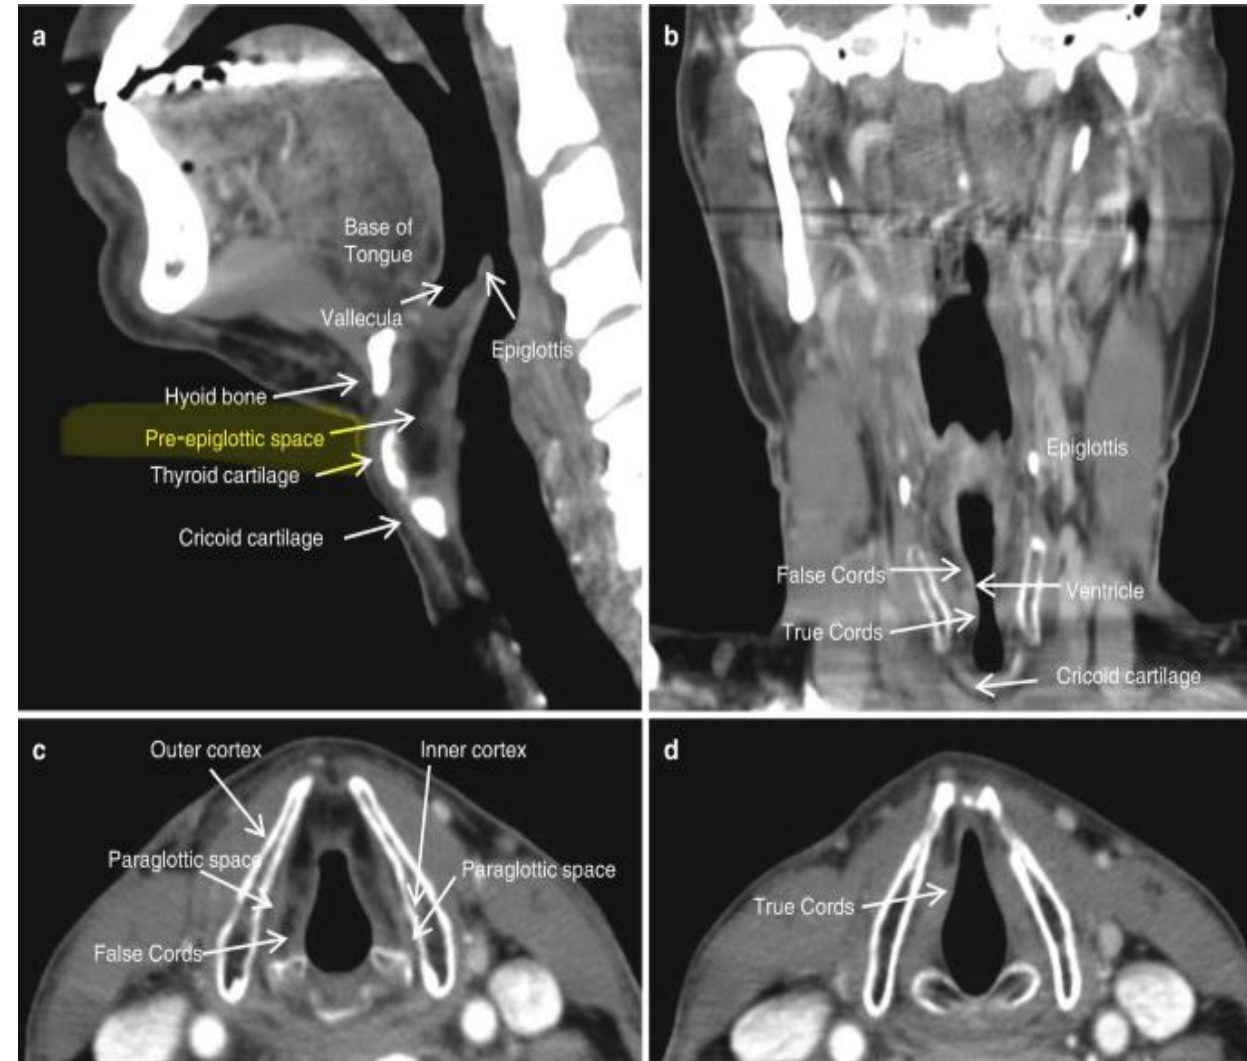 a
Base of
Tongue
Vallecula
Epiglottis
Hyoid bone
Pre-epiglottic space
Thyroid cartilage
Cricoid cartilage
b
Epiglottis
False Cords
Ventricle
True Cords
Cricoid cartilage
c
Outer cortex
Inner cortex
Paraglottic space
Paraglottic space
False Cords
d
True Cords